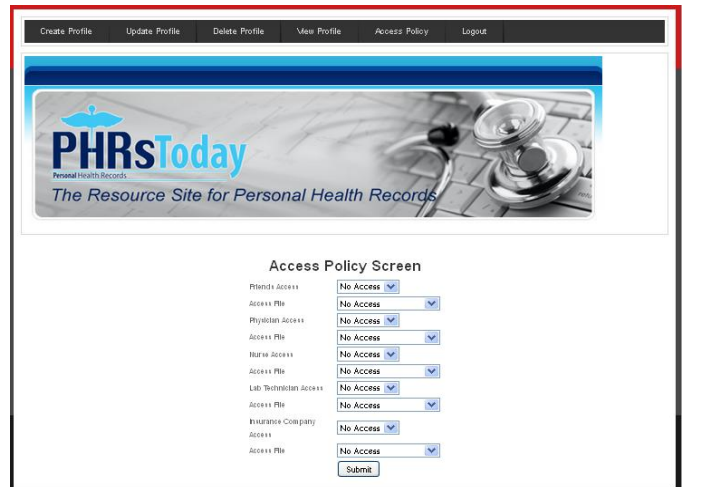 Create Profile Update Profile Delete Profile View Profile Access Policy Logout
PHRsToday
Personal Health Records
The Resource Site for Personal Health Records
Access Policy Screen
Friends Access No Access
Access File No Access
Physician Access No Access
Access File No Access
Nurse Access No Access
Access File No Access
Lab Technician Access No Access
Access File No Access
Insurance Company
Access No Access
Access File No Access
Submit